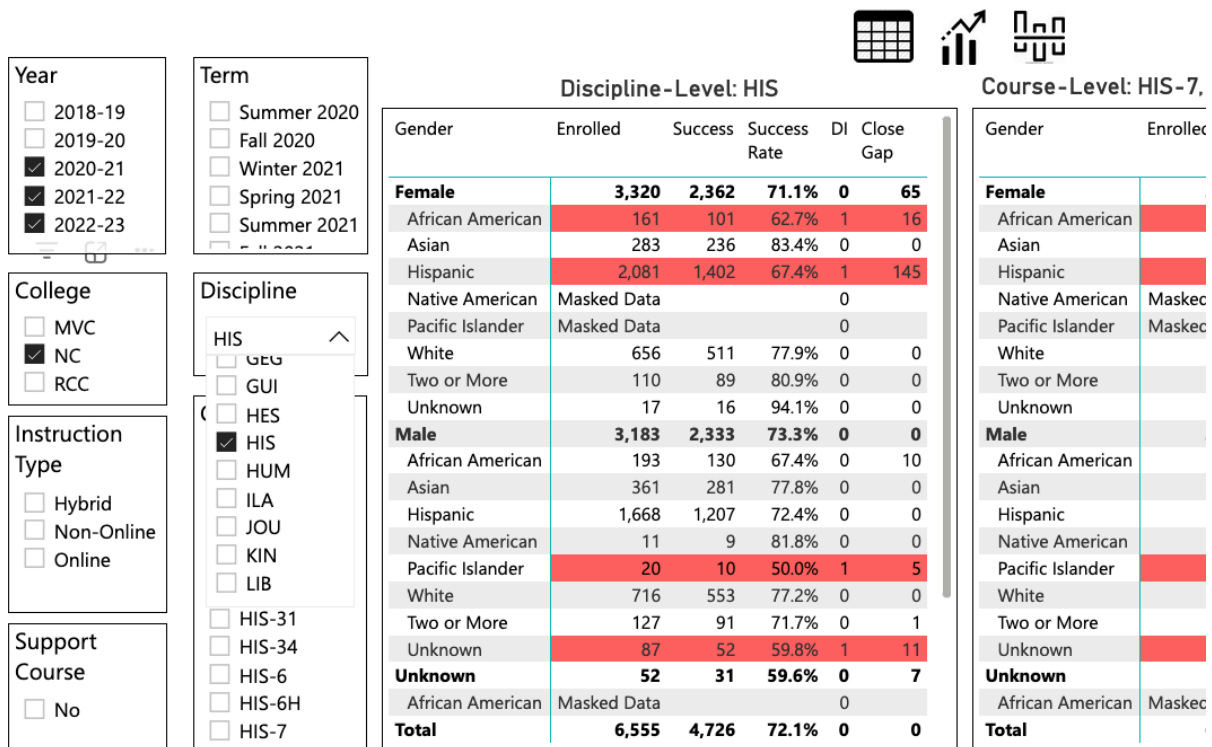 Year
2018-19
2019-20
2020-21
2021-22
2022-23
College
MVC
NC
RCC
Instruction
Type
Hybrid
Non-Online
Online
Support
Course
No
Term
Summer 2020
Fall 2020
Winter 2021
Spring 2021
Summer 2021
Discipline
HIS
GEG
GUI
HES
HIS
HUM
ILA
JOU
KIN
LIB
HIS-31
HIS-34
HIS-6
HIS-6H
HIS-7
Discipline-Level: HIS
Gender Enrolled Success Success Rate DI Close Gap
Female 3,320 2,362 71.1% 0 65
African American 161 101 62.7% 1 16
Asian 283 236 83.4% 0 0
Hispanic 2,081 1,402 67.4% 1 145
Native American Masked Data 0
Pacific Islander Masked Data 0
White 656 511 77.9% 0 0
Two or More 110 89 80.9% 0 0
Unknown 17 16 94.1% 0 0
Male 3,183 2,333 73.3% 0 0
African American 193 130 67.4% 0 10
Asian 361 281 77.8% 0 0
Hispanic 1,668 1,207 72.4% 0 0
Native American 11 9 81.8% 0 0
Pacific Islander 20 10 50.0% 1 5
White 716 553 77.2% 0 0
Two or More 127 91 71.7% 0 1
Unknown 87 52 59.8% 1 11
Unknown 52 31 59.6% 0 7
African American Masked Data 0
Total 6,555 4,726 72.1% 0 0
Course-Level: HIS-7,
Gender Enrolled
Female
African American
Asian
Hispanic
Native American Masked
Pacific Islander Masked
White
Two or More
Unknown
Male
African American
Asian
Hispanic
Native American
Pacific Islander
White
Two or More
Unknown
Unknown
African American Masked
Total